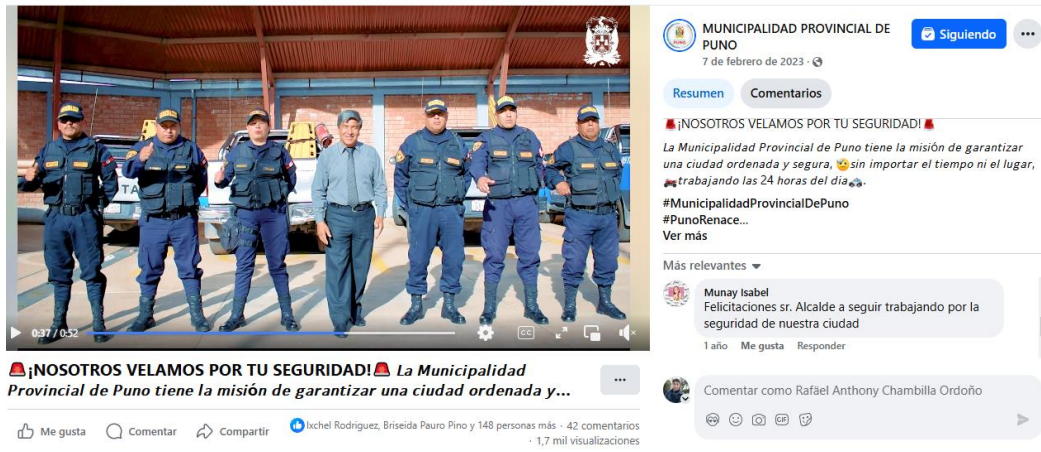 MUNICIPALIDAD PROVINCIAL DE
PUNO
7 de febrero de 2023
Siguiendo
Resumen
Comentarios
¡NOSOTROS VELAMOS POR TU SEGURIDAD!
La Municipalidad Provincial de Puno tiene la misión de garantizar
una ciudad ordenada y segura, sin importar el tiempo ni el lugar,
trabajando las 24 horas del dia.
#MunicipalidadProvincialDePuno
#PunoRenace...
Ver más
Más relevantes
Munay Isabel
Felicitaciones sr. Alcalde a seguir trabajando por la
seguridad de nuestra ciudad
1 año Me gusta Responder
Comentar como Rafäel Anthony Chambilla Ordoño
GIF
TA
0:37 / 0:52
CC
¡NOSOTROS VELAMOS POR TU SEGURIDAD! La Municipalidad
Provincial de Puno tiene la misión de garantizar una ciudad ordenada y...
Me gusta Comentar Compartir
Ixchel Rodriguez, Briseida Pauro Pino y 148 personas más · 42 comentarios
· 1,7 mil visualizaciones